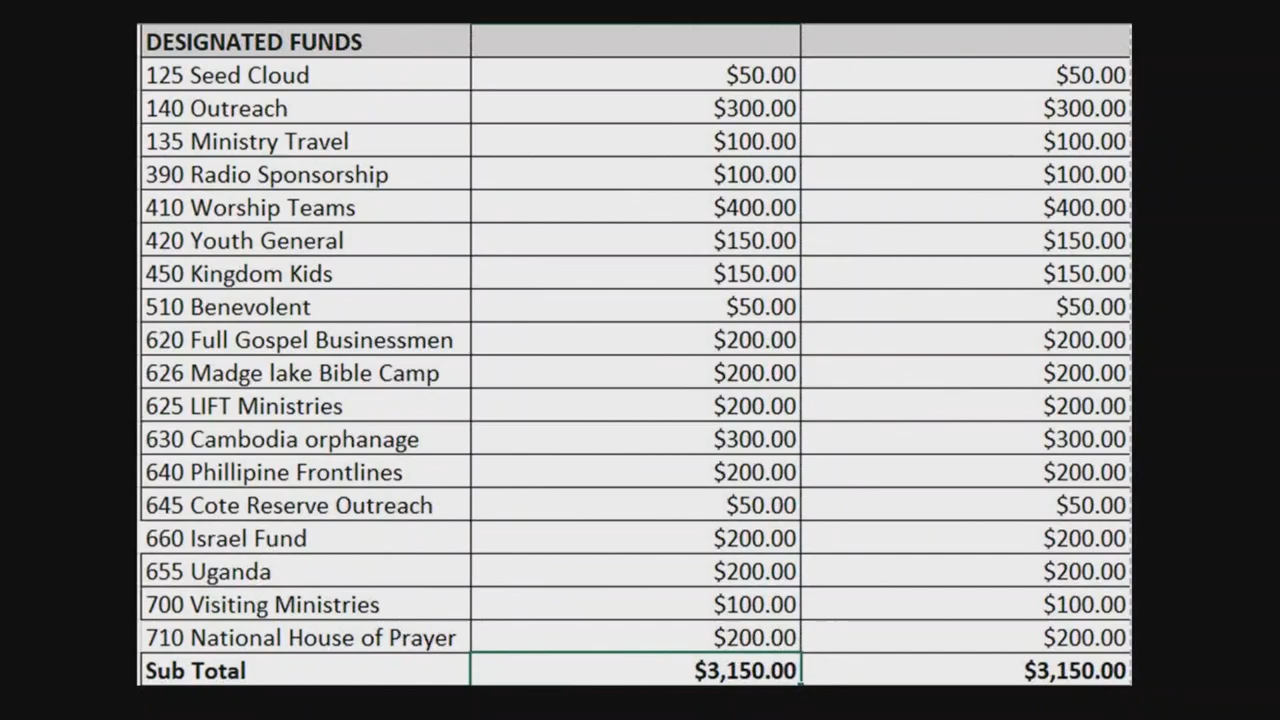 DESIGNATED FUNDS
125 Seed Cloud $50.00 $50.00
140 Outreach $300.00 $300.00
135 Ministry Travel $100.00 $100.00
390 Radio Sponsorship $100.00 $100.00
410 Worship Teams $400.00 $400.00
420 Youth General $150.00 $150.00
450 Kingdom Kids $150.00 $150.00
510 Benevolent $50.00 $50.00
620 Full Gospel Businessmen $200.00 $200.00
626 Madge lake Bible Camp $200.00 $200.00
625 LIFT Ministries $200.00 $200.00
630 Cambodia orphanage $300.00 $300.00
640 Phillipine Frontlines $200.00 $200.00
645 Cote Reserve Outreach $50.00 $50.00
660 Israel Fund $200.00 $200.00
655 Uganda $200.00 $200.00
700 Visiting Ministries $100.00 $100.00
710 National House of Prayer $200.00 $200.00
Sub Total $3,150.00 $3,150.00